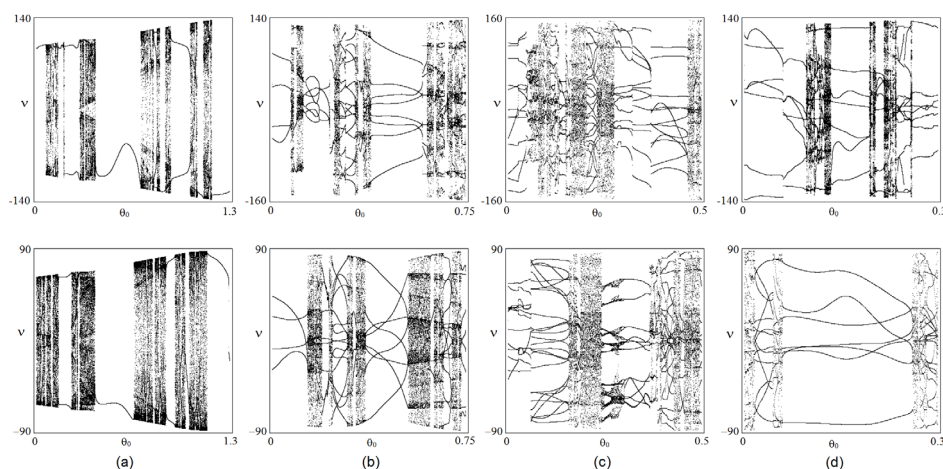 140 140 160 140
ν ν ν ν
-140 -160 -160 -140
0 θ₀ 1.3 0 θ₀ 0.75 0 θ₀ 0.5 0 θ₀ 0.3
90 90 90 90
ν ν ν ν
−90 −90 −90 −90
0 θ₀ 1.3 0 θ₀ 0.75 0 θ₀ 0.5 0 θ₀ 0.3
(a) (b) (c) (d)